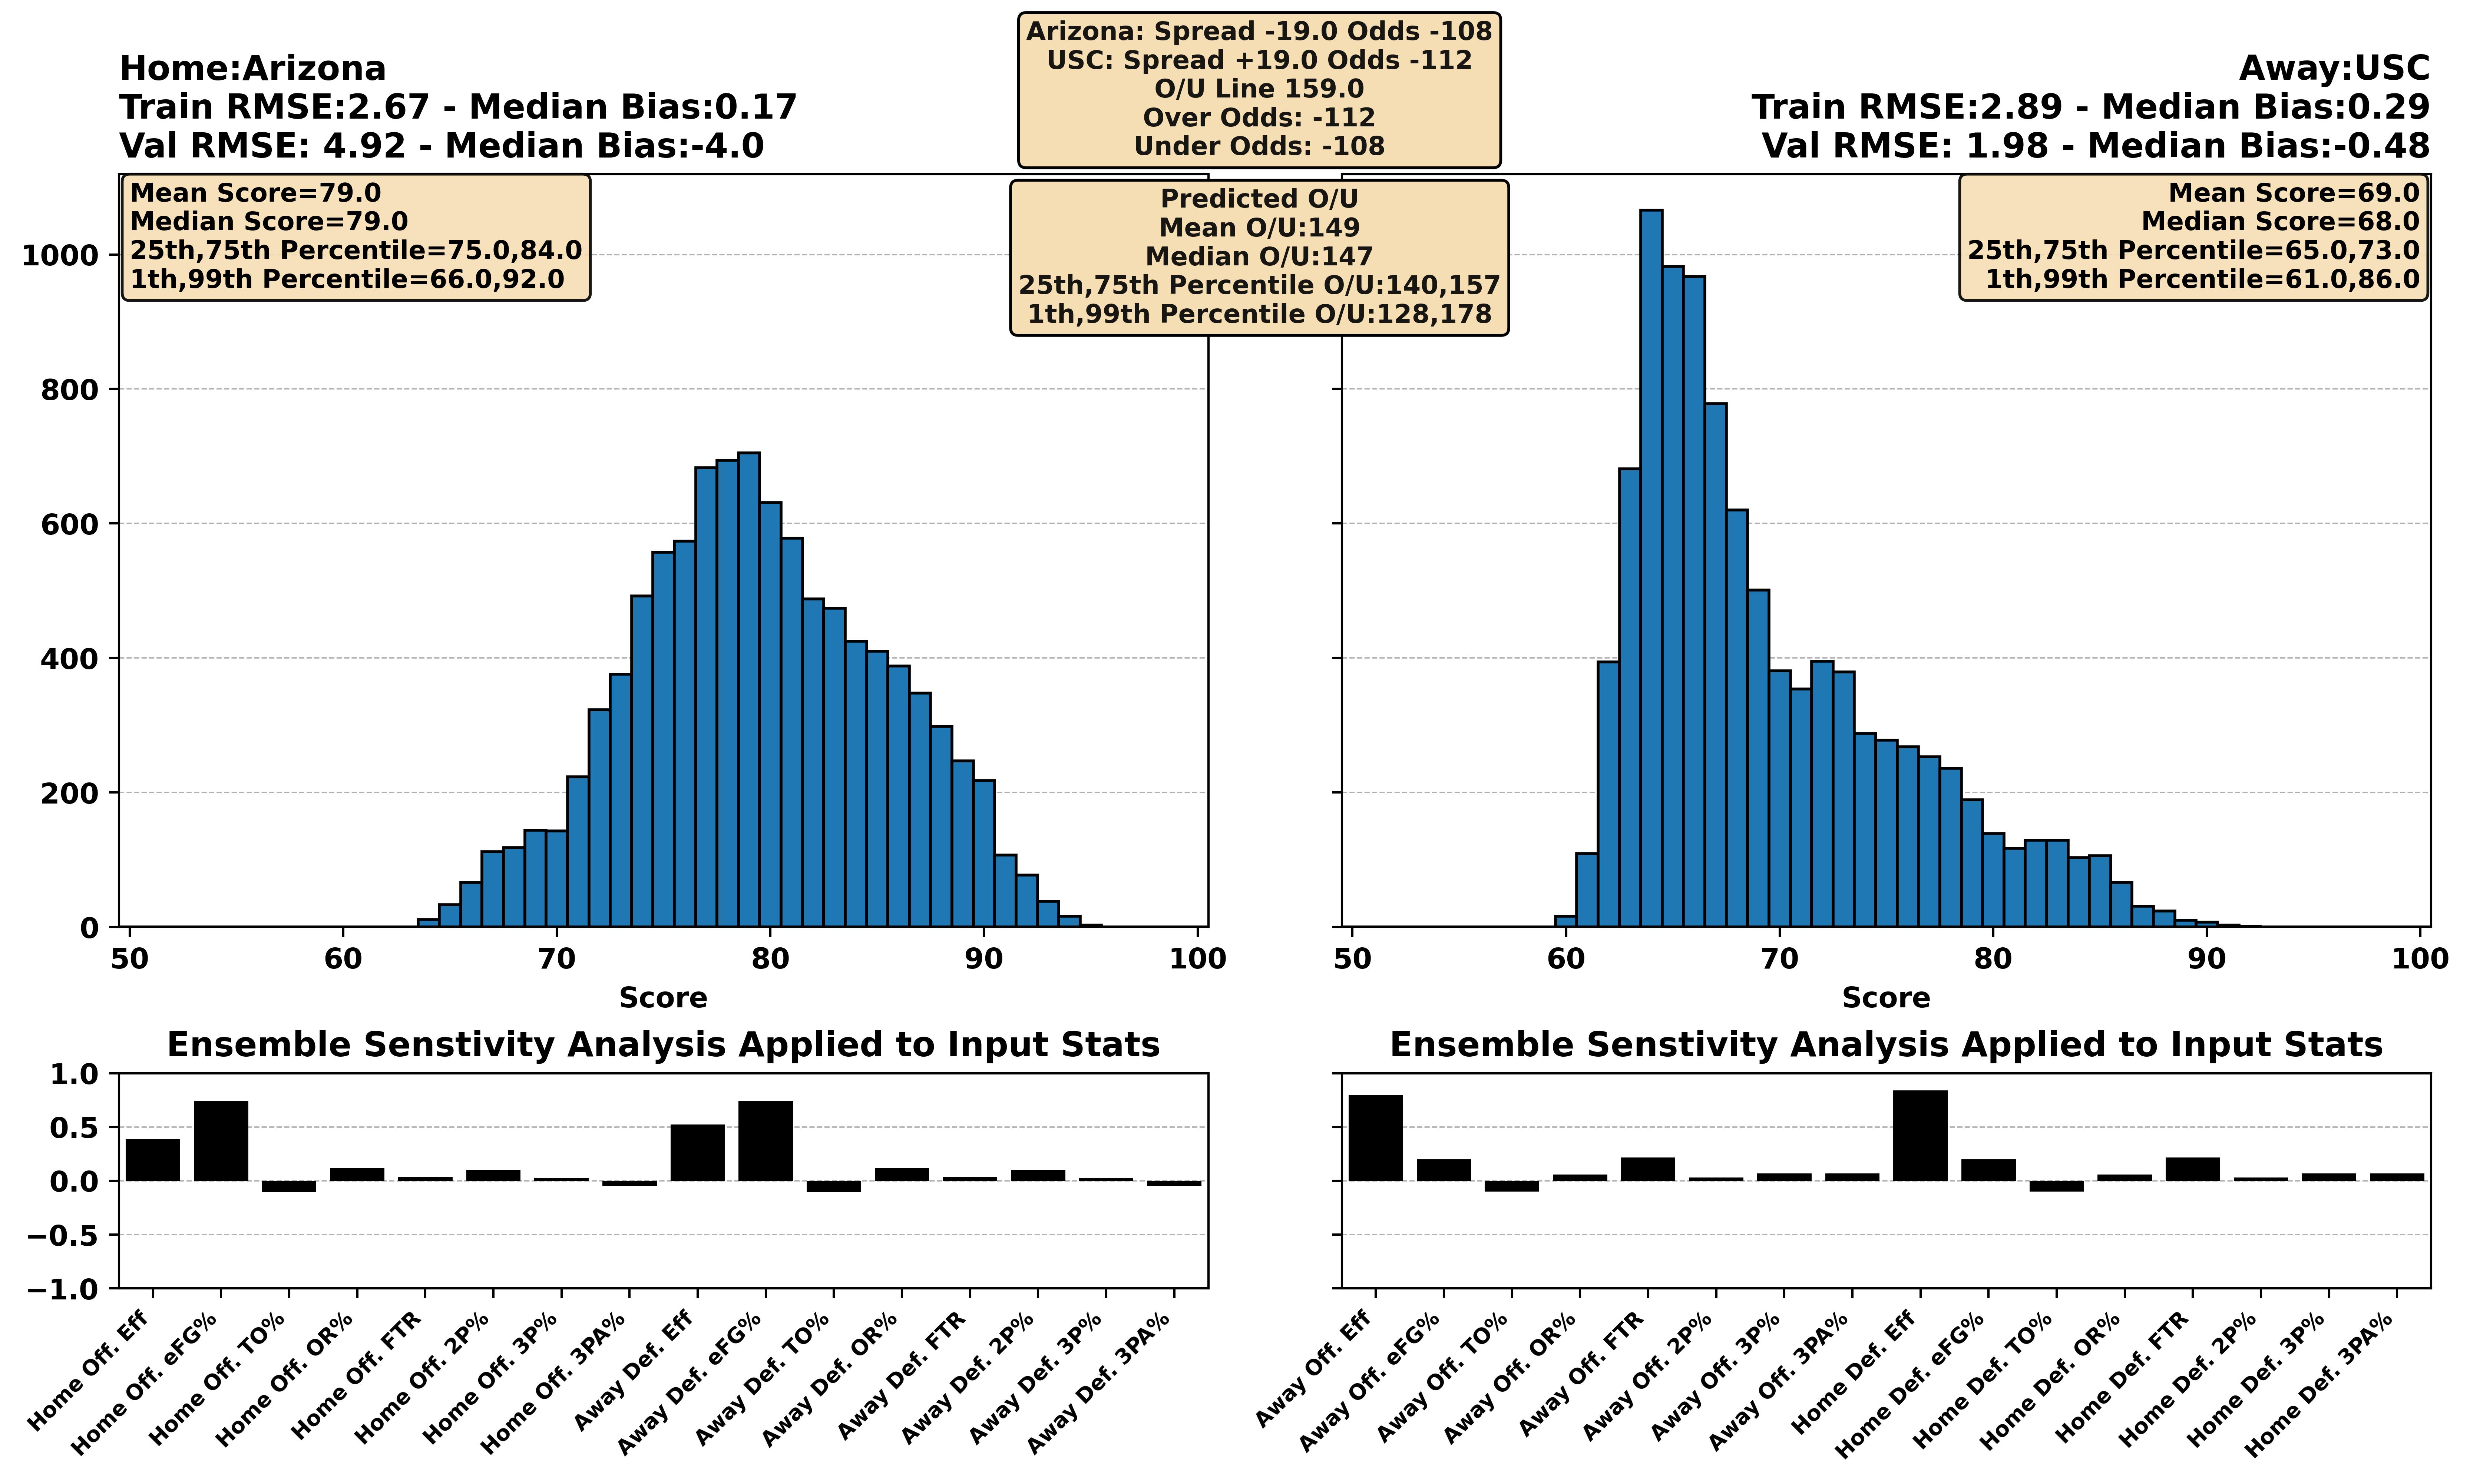 Arizona: Spread -19.0 Odds -108
USC: Spread +19.0 Odds -112
O/U Line 159.0
Over Odds: -112
Under Odds: -108
Home:Arizona
Train RMSE:2.67 - Median Bias:0.17
Val RMSE: 4.92 - Median Bias:-4.0
Away:USC
Train RMSE:2.89 - Median Bias:0.29
Val RMSE: 1.98 - Median Bias:-0.48
Mean Score=79.0
Median Score=79.0
25th,75th Percentile=75.0,84.0
1th,99th Percentile=66.0,92.0
Predicted O/U
Mean O/U:149
Median O/U:147
25th,75th Percentile O/U:140,157
1th,99th Percentile O/U:128,178
Mean Score=69.0
Median Score=68.0
25th,75th Percentile=65.0,73.0
1th,99th Percentile=61.0,86.0
1000
800
600
400
200
0
50 60 70 80 90 100
Score
50 60 70 80 90 100
Score
Ensemble Senstivity Analysis Applied to Input Stats
1.0
0.5
0.0
−0.5
−1.0
Home Off. Eff
Home Off. eFG%
Home Off. TO%
Home Off. OR%
Home Off. FTR
Home Off. 2P%
Home Off. 3P%
Home Off. 3PA%
Away Def. Eff
Away Def. eFG%
Away Def. TO%
Away Def. OR%
Away Def. FTR
Away Def. 2P%
Away Def. 3P%
Away Def. 3PA%
Ensemble Senstivity Analysis Applied to Input Stats
Away Off. Eff
Away Off. eFG%
Away Off. TO%
Away Off. OR%
Away Off. FTR
Away Off. 2P%
Away Off. 3P%
Away Off. 3PA%
Home Def. Eff
Home Def. eFG%
Home Def. TO%
Home Def. OR%
Home Def. FTR
Home Def. 2P%
Home Def. 3P%
Home Def. 3PA%